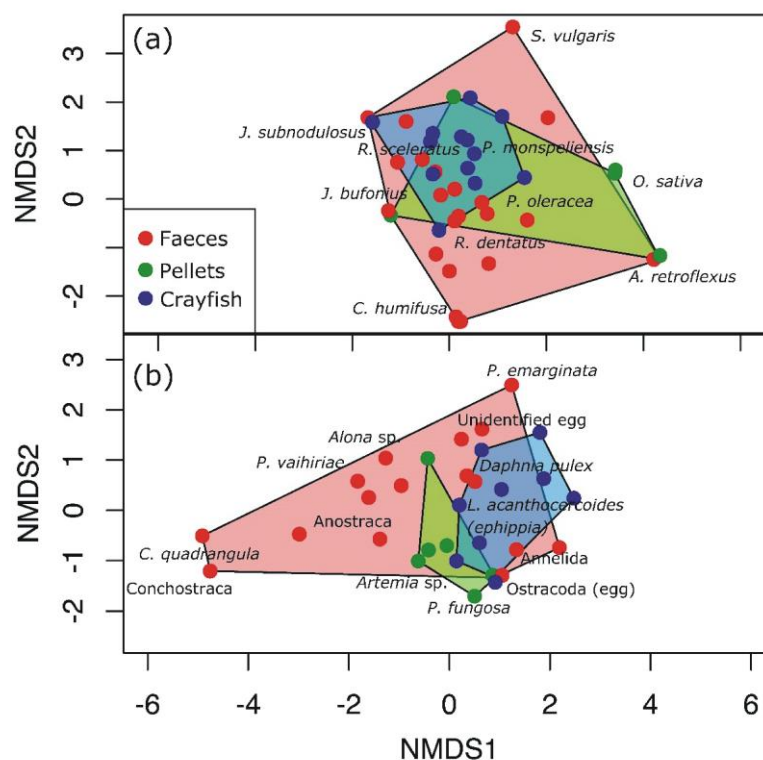 (a)
3
2
1
0
-2
NMDS2
S. vulgaris
J. subnodulosus
R. sceleratus
P. monspeliensis
J. bufonius
O. sativa
P. oleracea
R. dentatus
A. retroflexus
C. humifusa
Faeces
Pellets
Crayfish
(b)
3
2
1
0
-1
-2
NMDS2
P. emarginata
Unidentified egg
Alona sp.
P. vaihiriae
Daphnia pulex
L. acanthocercoides
(ephippia)
Anostraca
C. quadrangula
Annelida
Conchostraca
Artemia sp.
Ostracoda (egg)
P. fungosa
-6 -4 -2 0 2 4 6
NMDS1